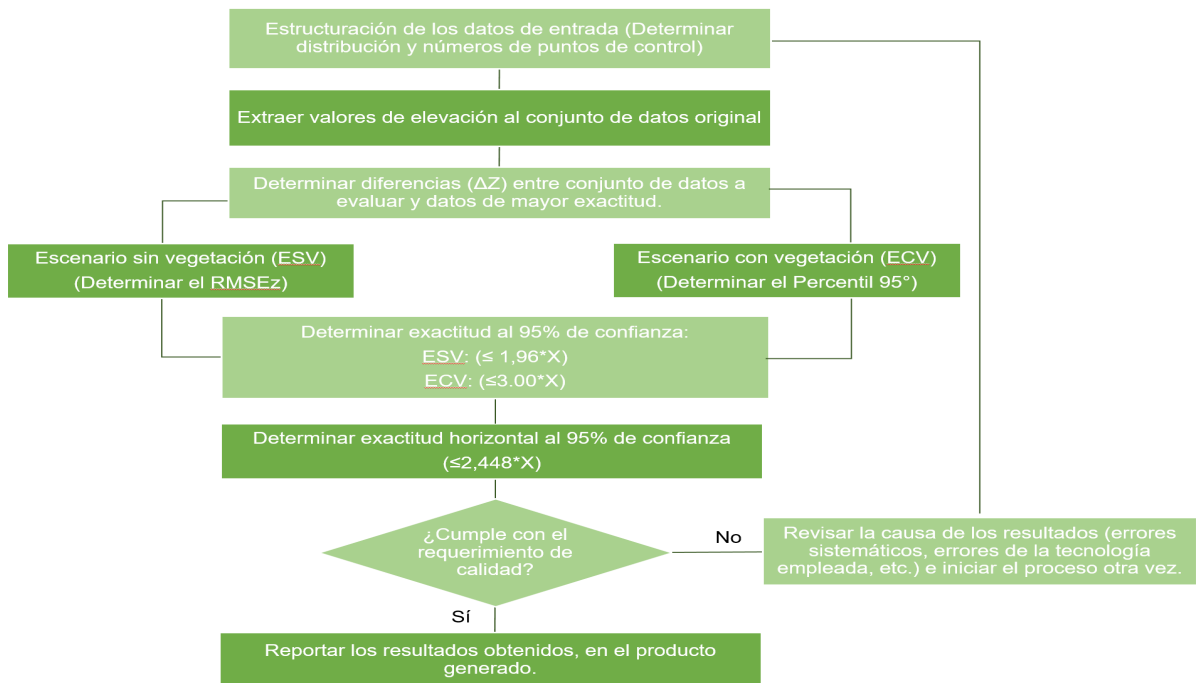 Estructuración de los datos de entrada (Determinar
distribución y números de puntos de control)
Extraer valores de elevación al conjunto de datos original
Determinar diferencias (ΔZ) entre conjunto de datos a
evaluar y datos de mayor exactitud.
Escenario sin vegetación (ESV)
(Determinar el RMSEz)
Escenario con vegetación (ECV)
(Determinar el Percentil 95°)
Determinar exactitud al 95% de confianza:
ESV: (≤ 1,96*X)
ECV: (≤3.00*X)
Determinar exactitud horizontal al 95% de confianza
(≤2,448*X)
¿Cumple con el
requerimiento de
calidad?
No
Revisar la causa de los resultados (errores
sistemáticos, errores de la tecnología
empleada, etc.) e iniciar el proceso otra vez.
Sí
Reportar los resultados obtenidos, en el producto
generado.